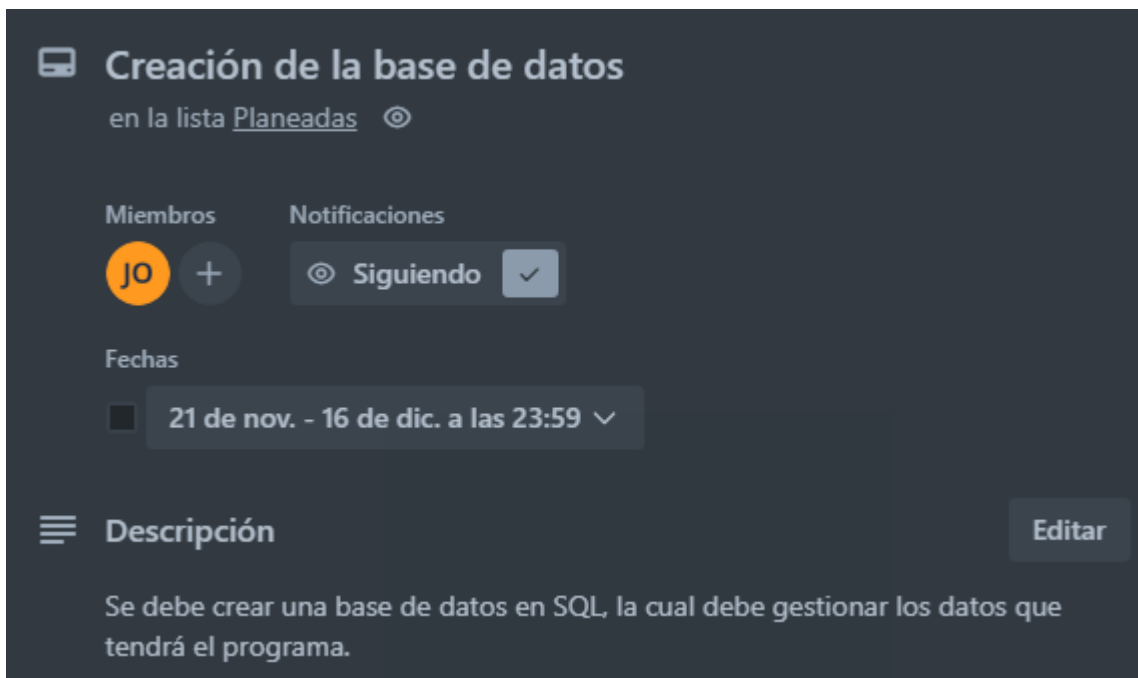 Creación de la base de datos
en la lista Planeadas
Miembros Notificaciones
JO + Siguiendo
Fechas
21 de nov. - 16 de dic. a las 23:59
Descripción Editar
Se debe crear una base de datos en SQL, la cual debe gestionar los datos que
tendrá el programa.